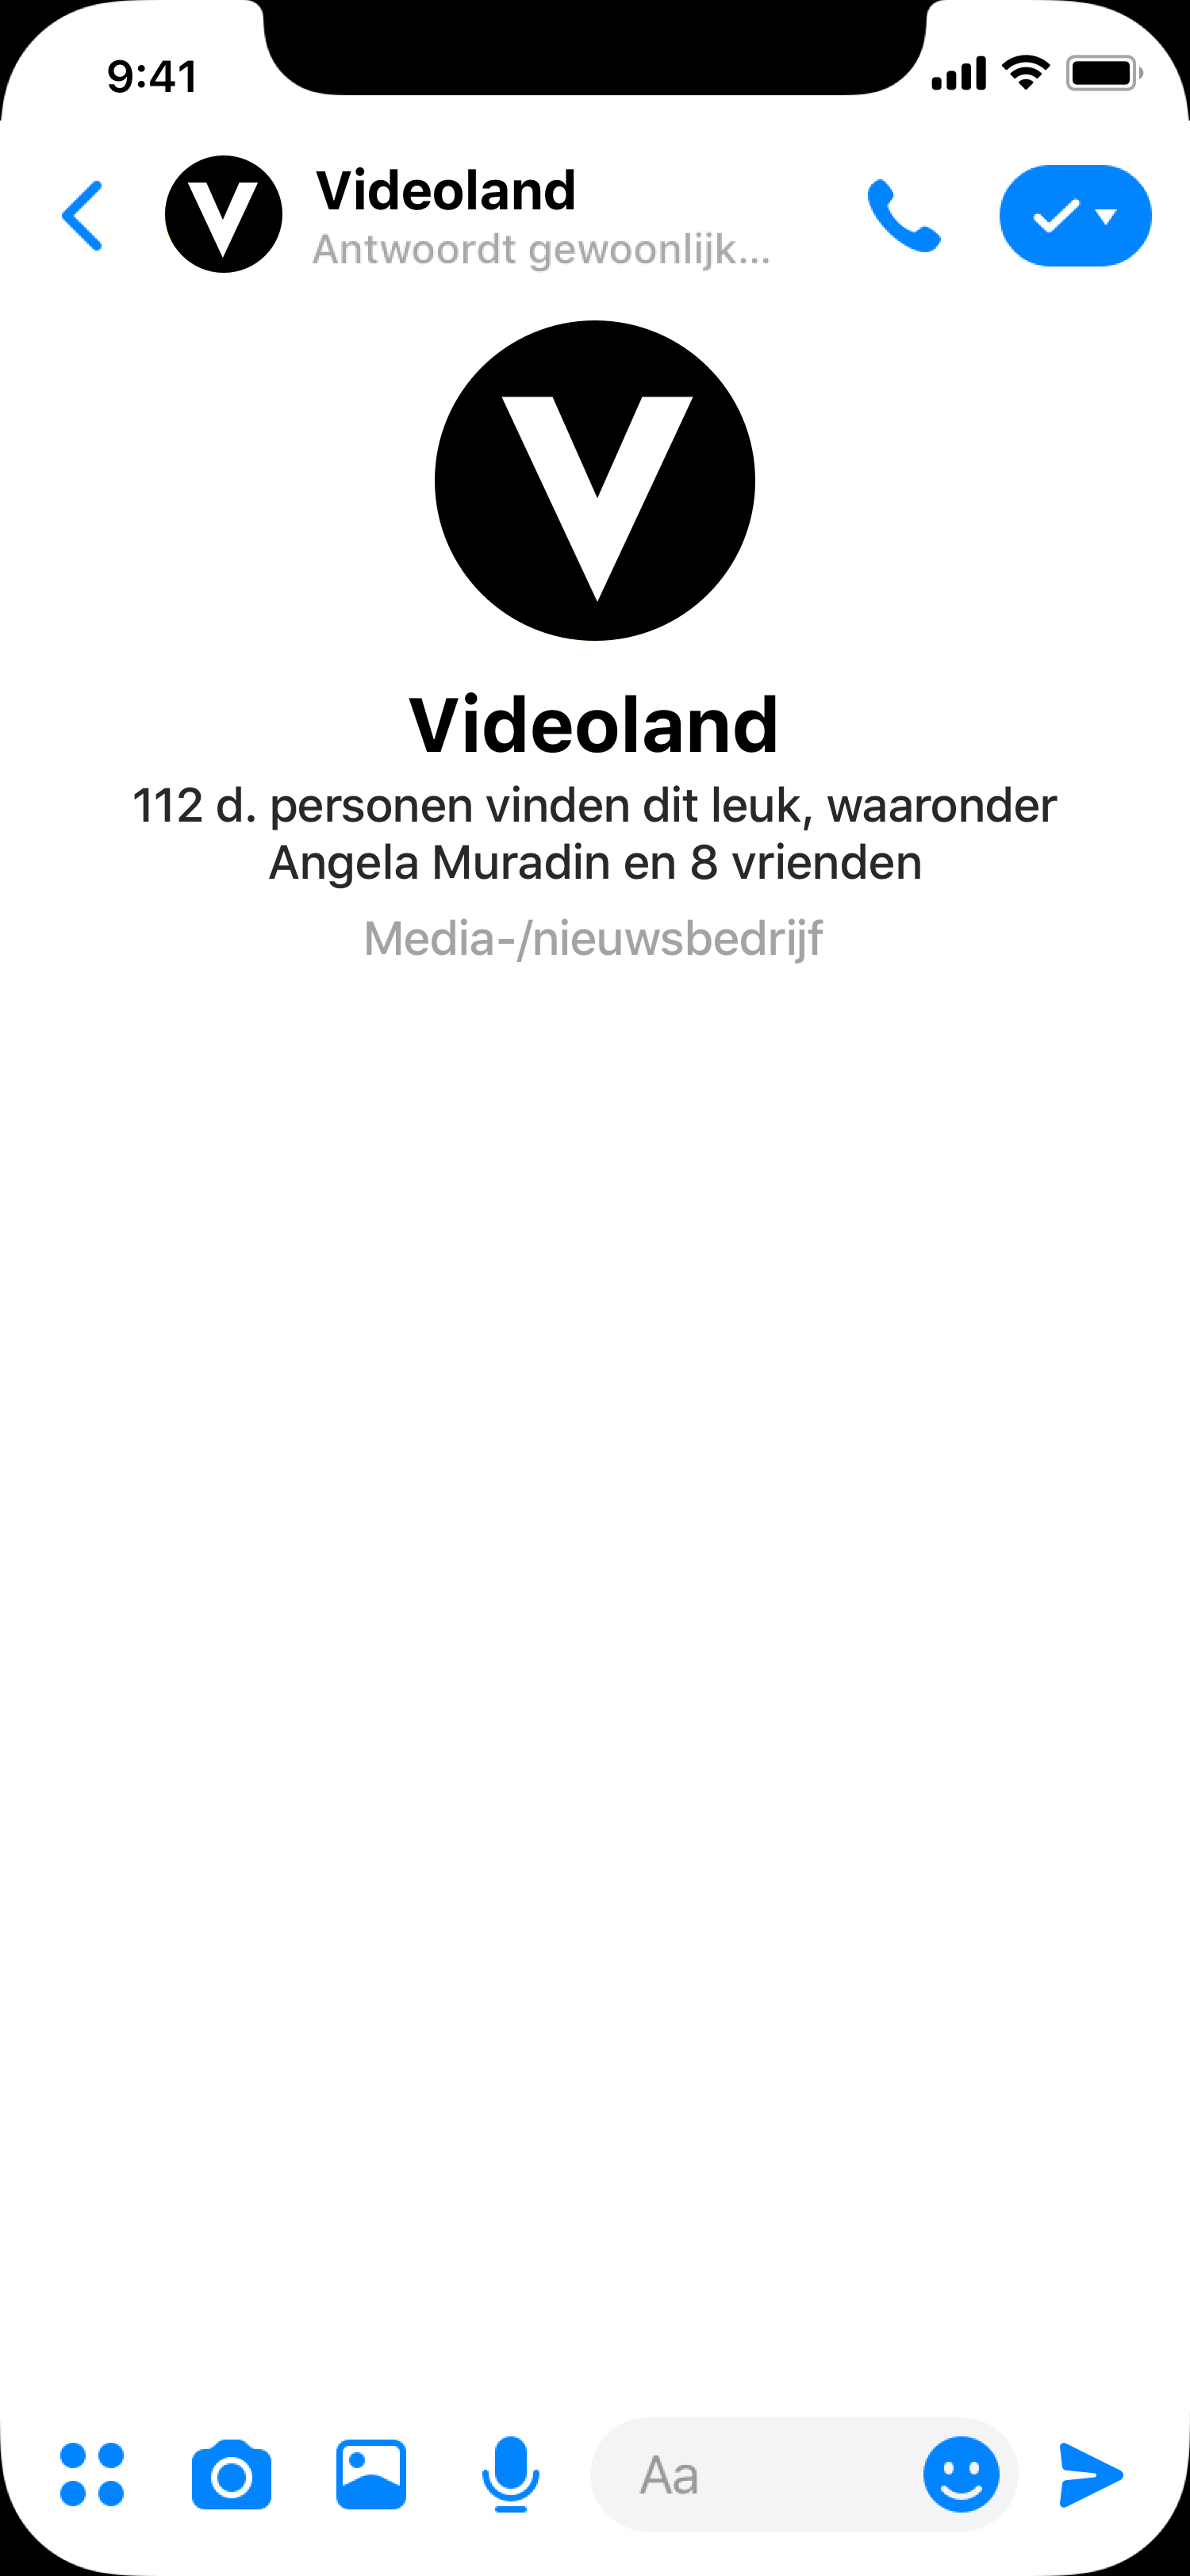 9:41
Videoland
Antwoordt gewoonlijk...
Videoland
112 d. personen vinden dit leuk, waaronder
Angela Muradin en 8 vrienden
Media-/nieuwsbedrijf
Aa